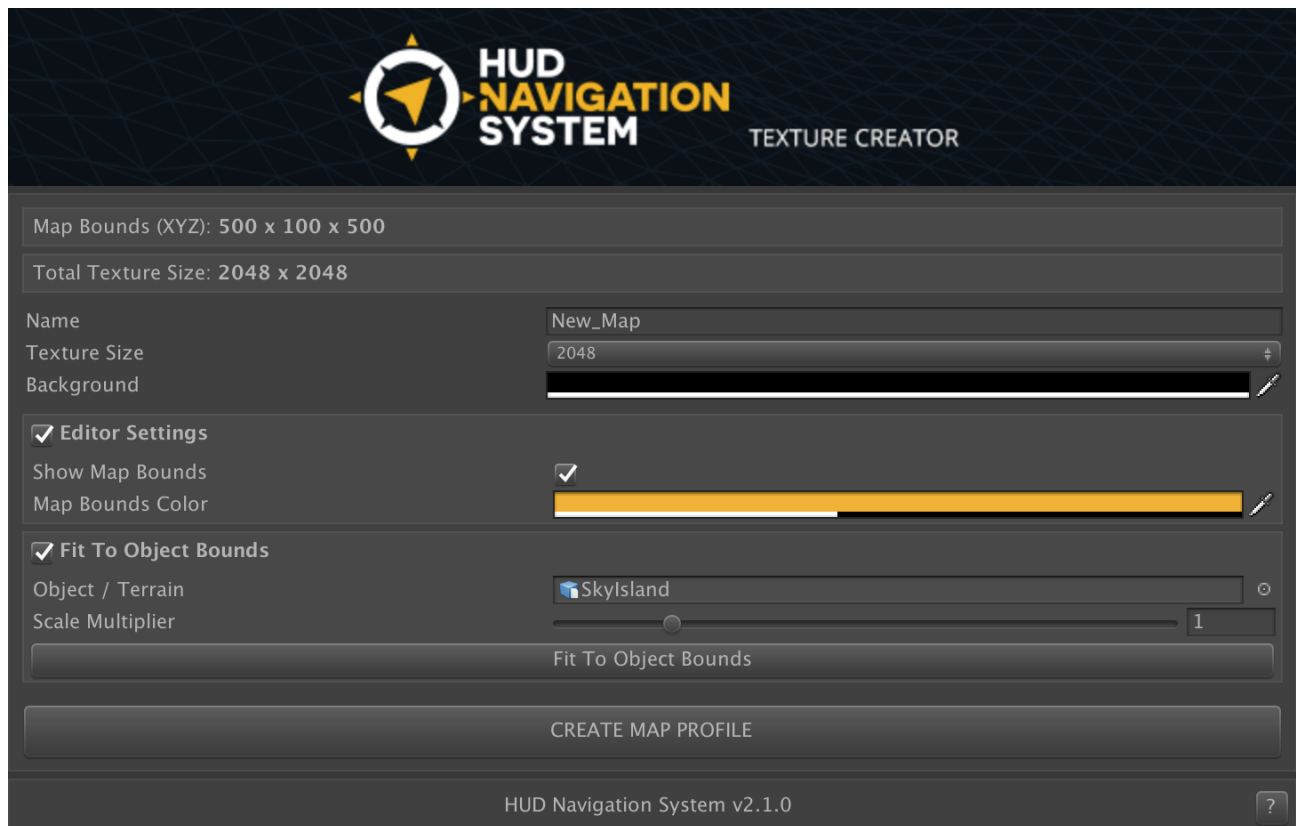 HUD
NAVIGATION
SYSTEM
TEXTURE CREATOR
Map Bounds (XYZ): 500 x 100 x 500
Total Texture Size: 2048 x 2048
Name New_Map
Texture Size 2048
Background
Editor Settings
Show Map Bounds
Map Bounds Color
Fit To Object Bounds
Object / Terrain SkyIsland
Scale Multiplier 1
Fit To Object Bounds
CREATE MAP PROFILE
HUD Navigation System v2.1.0 ?